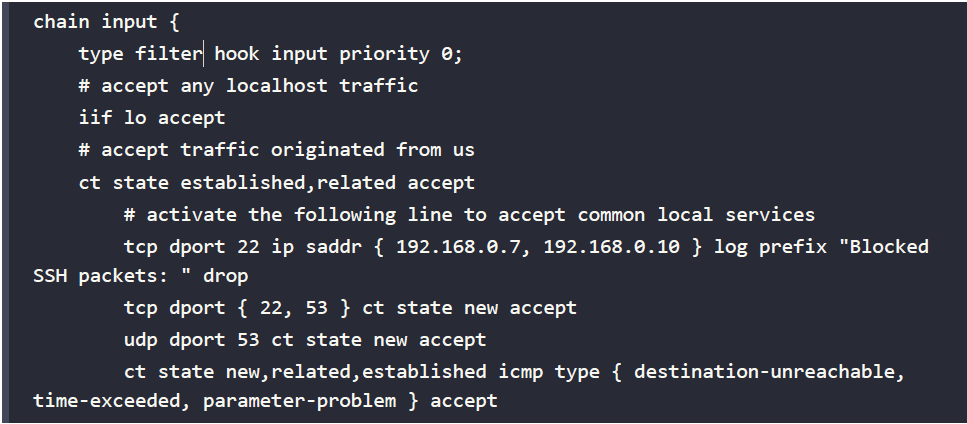 chain input {
type filter hook input priority 0;
# accept any localhost traffic
iif lo accept
# accept traffic originated from us
ct state established,related accept
# activate the following line to accept common local services
tcp dport 22 ip saddr { 192.168.0.7, 192.168.0.10 } log prefix "Blocked
SSH packets: " drop
tcp dport { 22, 53 } ct state new accept
udp dport 53 ct state new accept
ct state new,related,established icmp type { destination-unreachable,
time-exceeded, parameter-problem } accept